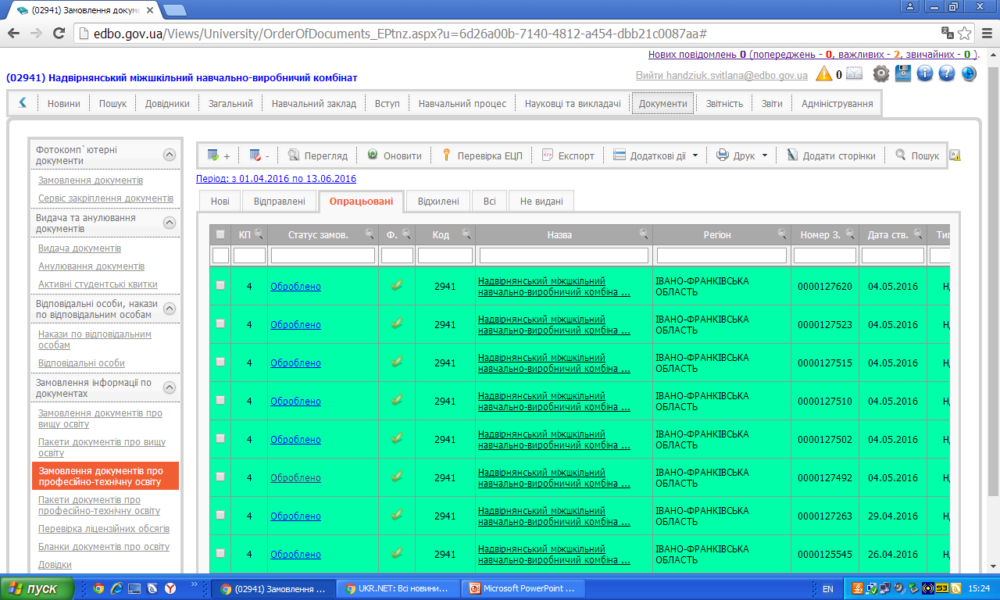 (02941) Замовлення докуме
edbo.gov.ua/Views/University/OrderOfDocuments_EPtnz.aspx?u=6d26a00b-7140-4812-a454-dbb21c0087aa#
Нових повідомлень 0 (попереджень - 0, важливих - 2, звичайних - 0 ).
(02941) Надвірнянський міжшкільний навчально-виробничий комбінат
Вийти handziuk.svitlana@edbo.gov.ua 0
Новини Пошук Довідники Загальний Навчальний заклад Вступ Навчальний процес Науковці та викладачі Документи Звітність Звіти Адміністрування
Фотокомп`ютерні
документи
Замовлення документів
Сервіс закріплення документів
Видача та анулювання
документів
Видача документів
Анулювання документів
Активні студентські квитки
Відповідальні особи, накази
по відповідальним особам
Накази по відповідальним
особам
Відповідальні особи
Замовлення інформації по
документах
Замовлення документів про
вищу освіту
Пакети документів про вищу
освіту
Замовлення документів про
професійно-технічну освіту
Пакети документів про
професійно-технічну освіту
Перевірка ліцензійних обсягів
Бланки документів про освіту
Довідки
+ - Перегляд Оновити Перевірка ЕЦП Експорт Додаткові дії Друк Додати сторінки Пошук
Період: з 01.04.2016 по 13.06.2016
Нові Відправлені Опрацьовані Відхилені Всі Не видані
КП Статус замов. Ф. Код Назва Регіон Номер З. Дата ств. Тип
4 Оброблено 2941 Надвірнянський міжшкільний ІВАНО-ФРАНКІВСЬКА 0000127620 04.05.2016
навчально-виробничий комбіна ... ОБЛАСТЬ
4 Оброблено 2941 Надвірнянський міжшкільний ІВАНО-ФРАНКІВСЬКА 0000127523 04.05.2016
навчально-виробничий комбіна ... ОБЛАСТЬ
4 Оброблено 2941 Надвірнянський міжшкільний ІВАНО-ФРАНКІВСЬКА 0000127515 04.05.2016
навчально-виробничий комбіна ... ОБЛАСТЬ
4 Оброблено 2941 Надвірнянський міжшкільний ІВАНО-ФРАНКІВСЬКА 0000127510 04.05.2016
навчально-виробничий комбіна ... ОБЛАСТЬ
4 Оброблено 2941 Надвірнянський міжшкільний ІВАНО-ФРАНКІВСЬКА 0000127502 04.05.2016
навчально-виробничий комбіна ... ОБЛАСТЬ
4 Оброблено 2941 Надвірнянський міжшкільний ІВАНО-ФРАНКІВСЬКА 0000127492 04.05.2016
навчально-виробничий комбіна ... ОБЛАСТЬ
4 Оброблено 2941 Надвірнянський міжшкільний ІВАНО-ФРАНКІВСЬКА 0000127263 29.04.2016
навчально-виробничий комбіна ... ОБЛАСТЬ
4 Оброблено 2941 Надвірнянський міжшкільний ІВАНО-ФРАНКІВСЬКА 0000125545 26.04.2016
навчально-виробничий комбіна ... ОБЛАСТЬ
пуск (02941) Замовлення ... UKR.NET: Всі новини... Microsoft PowerPoint ... EN 15:24